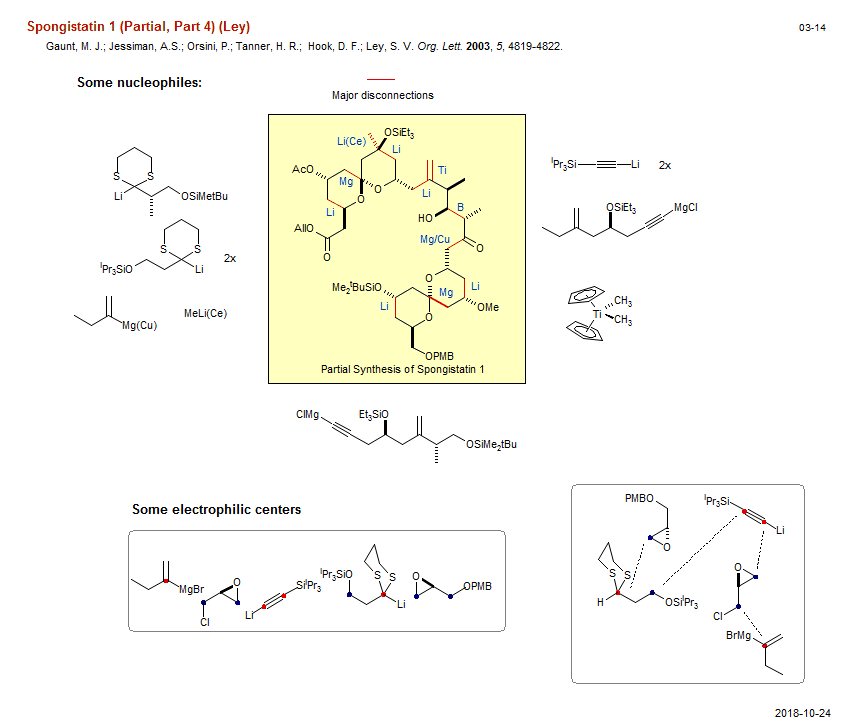 Spongistatin 1 (Partial, Part 4) (Ley)
03-14
Gaunt, M. J.; Jessiman, A.S.; Orsini, P.; Tanner, H. R.; Hook, D. F.; Ley, S. V. Org. Lett. 2003, 5, 4819-4822.
Some nucleophiles:
Major disconnections
S S
Li
OSiMetBu
S S
iPr3SiO
Li
2x
Mg(Cu)
MeLi(Ce)
Li(Ce)
OSiEt3
Li
AcO
Mg
O
O
Li
AllO
O
Ti
Li
B
HO
Mg/Cu
O
O
Me2tBuSiO
Mg
Li
Li
O
OMe
OPMB
Partial Synthesis of Spongistatin 1
iPr3Si
Li
2x
OSiEt3
MgCl
Ti
CH3
CH3
ClMg
Et3SiO
OSiMe2tBu
Some electrophilic centers
MgBr
O
Cl
Li
SiiPr3
iPr3SiO
S S
Li
O
OPMB
PMBO
O
iPr3Si
Li
S S
H
OSiiPr3
O
Cl
BrMg
2018-10-24